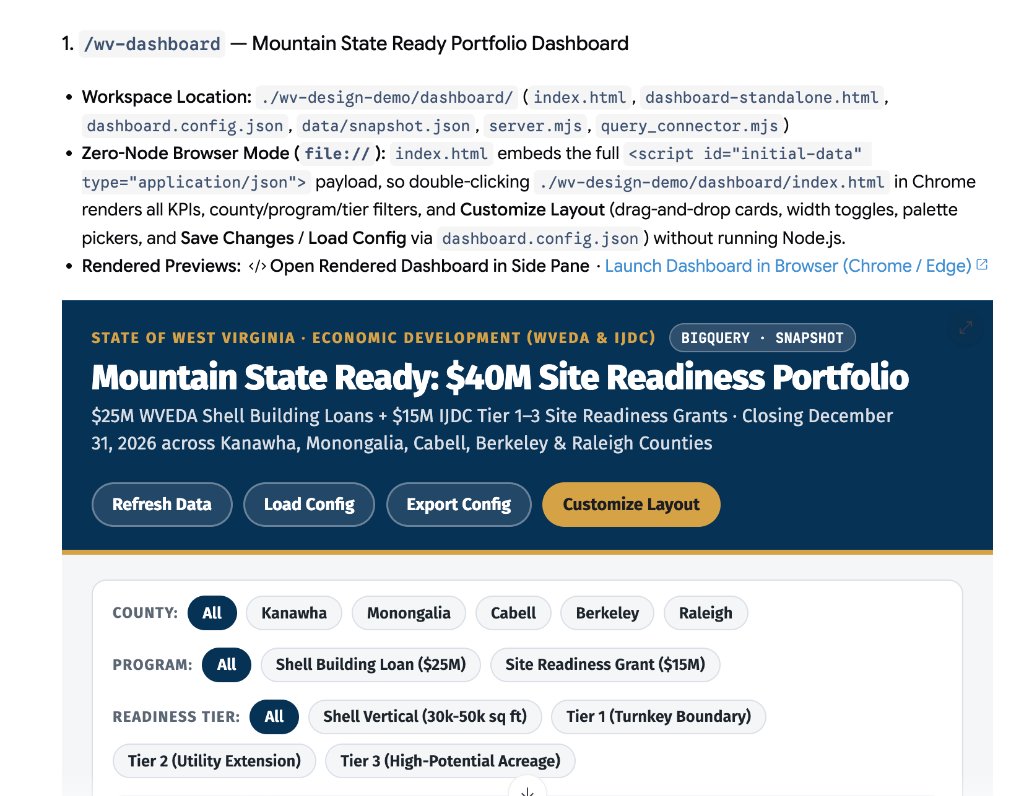 1. /wv-dashboard — Mountain State Ready Portfolio Dashboard
• Workspace Location: ./wv-design-demo/dashboard/ ( index.html , dashboard-standalone.html ,
dashboard.config.json , data/snapshot.json , server.mjs , query_connector.mjs )
• Zero-Node Browser Mode ( file:// ): index.html embeds the full <script id="initial-data"
type="application/json"> payload, so double-clicking ./wv-design-demo/dashboard/index.html in Chrome
renders all KPIs, county/program/tier filters, and Customize Layout (drag-and-drop cards, width toggles, palette
pickers, and Save Changes / Load Config via dashboard.config.json ) without running Node.js.
• Rendered Previews: </> Open Rendered Dashboard in Side Pane · Launch Dashboard in Browser (Chrome / Edge)
STATE OF WEST VIRGINIA · ECONOMIC DEVELOPMENT (WVEDA & IJDC) BIGQUERY · SNAPSHOT
Mountain State Ready: $40M Site Readiness Portfolio
$25M WVEDA Shell Building Loans + $15M IJDC Tier 1–3 Site Readiness Grants · Closing December
31, 2026 across Kanawha, Monongalia, Cabell, Berkeley & Raleigh Counties
Refresh Data Load Config Export Config Customize Layout
COUNTY: All Kanawha Monongalia Cabell Berkeley Raleigh
PROGRAM: All Shell Building Loan ($25M) Site Readiness Grant ($15M)
READINESS TIER: All Shell Vertical (30k-50k sq ft) Tier 1 (Turnkey Boundary)
Tier 2 (Utility Extension) Tier 3 (High-Potential Acreage)